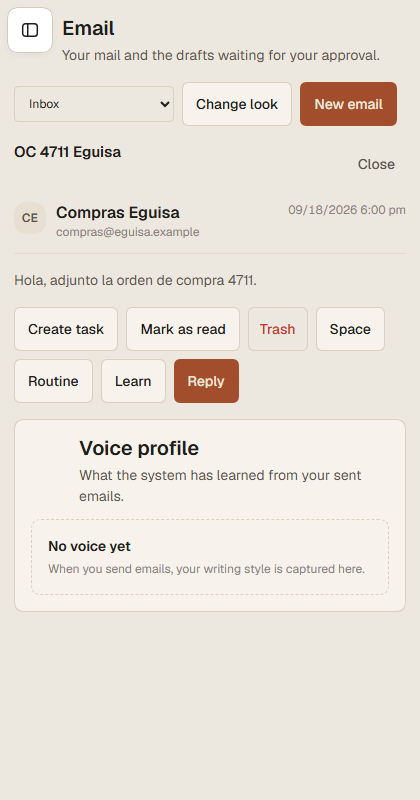 Email
Your mail and the drafts waiting for your approval.
Inbox
Change look
New email
OC 4711 Eguisa
Close
CE
Compras Eguisa
09/18/2026 6:00 pm
compras@eguisa.example
Hola, adjunto la orden de compra 4711.
Create task
Mark as read
Trash
Space
Routine
Learn
Reply
Voice profile
What the system has learned from your sent
emails.
No voice yet
When you send emails, your writing style is captured here.